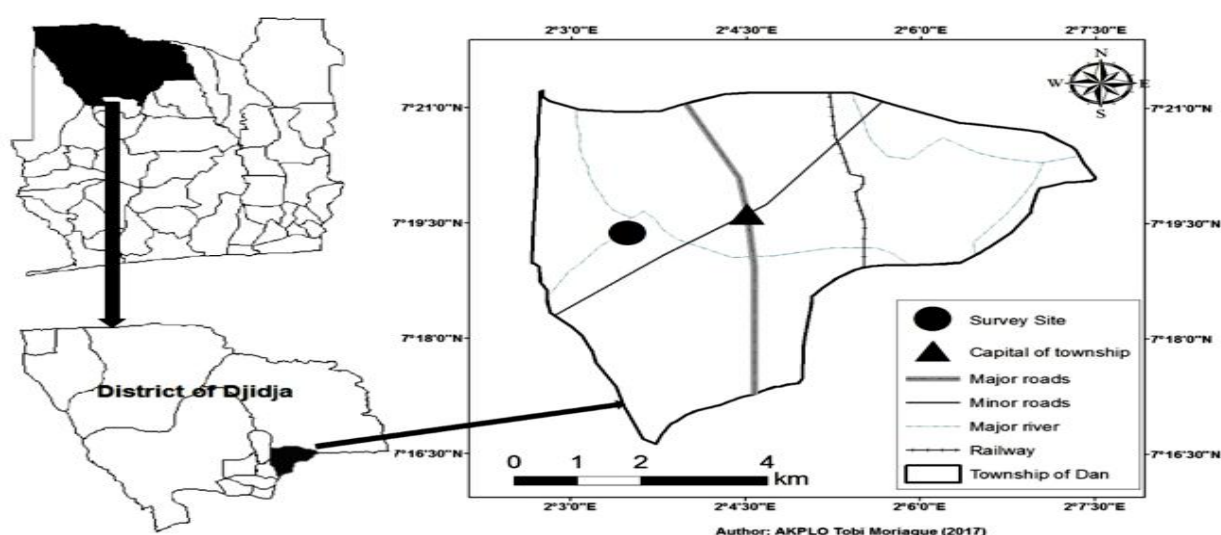 2°3'0"E 2°4'30"E 2°6'0"E 2°7'30"E
N
W E
S
7°21'0"N 7°21'0"N
7°19'30"N 7°19'30"N
7°18'0"N 7°18'0"N
7°16'30"N 7°16'30"N
District of Djidja
Survey Site
Capital of township
Major roads
Minor roads
Major river
Railway
Township of Dan
0 1 2 4
km
2°3'0"E 2°4'30"E 2°6'0"E 2°7'30"E
Author: AKPLO Tobi Moriaque (2017)